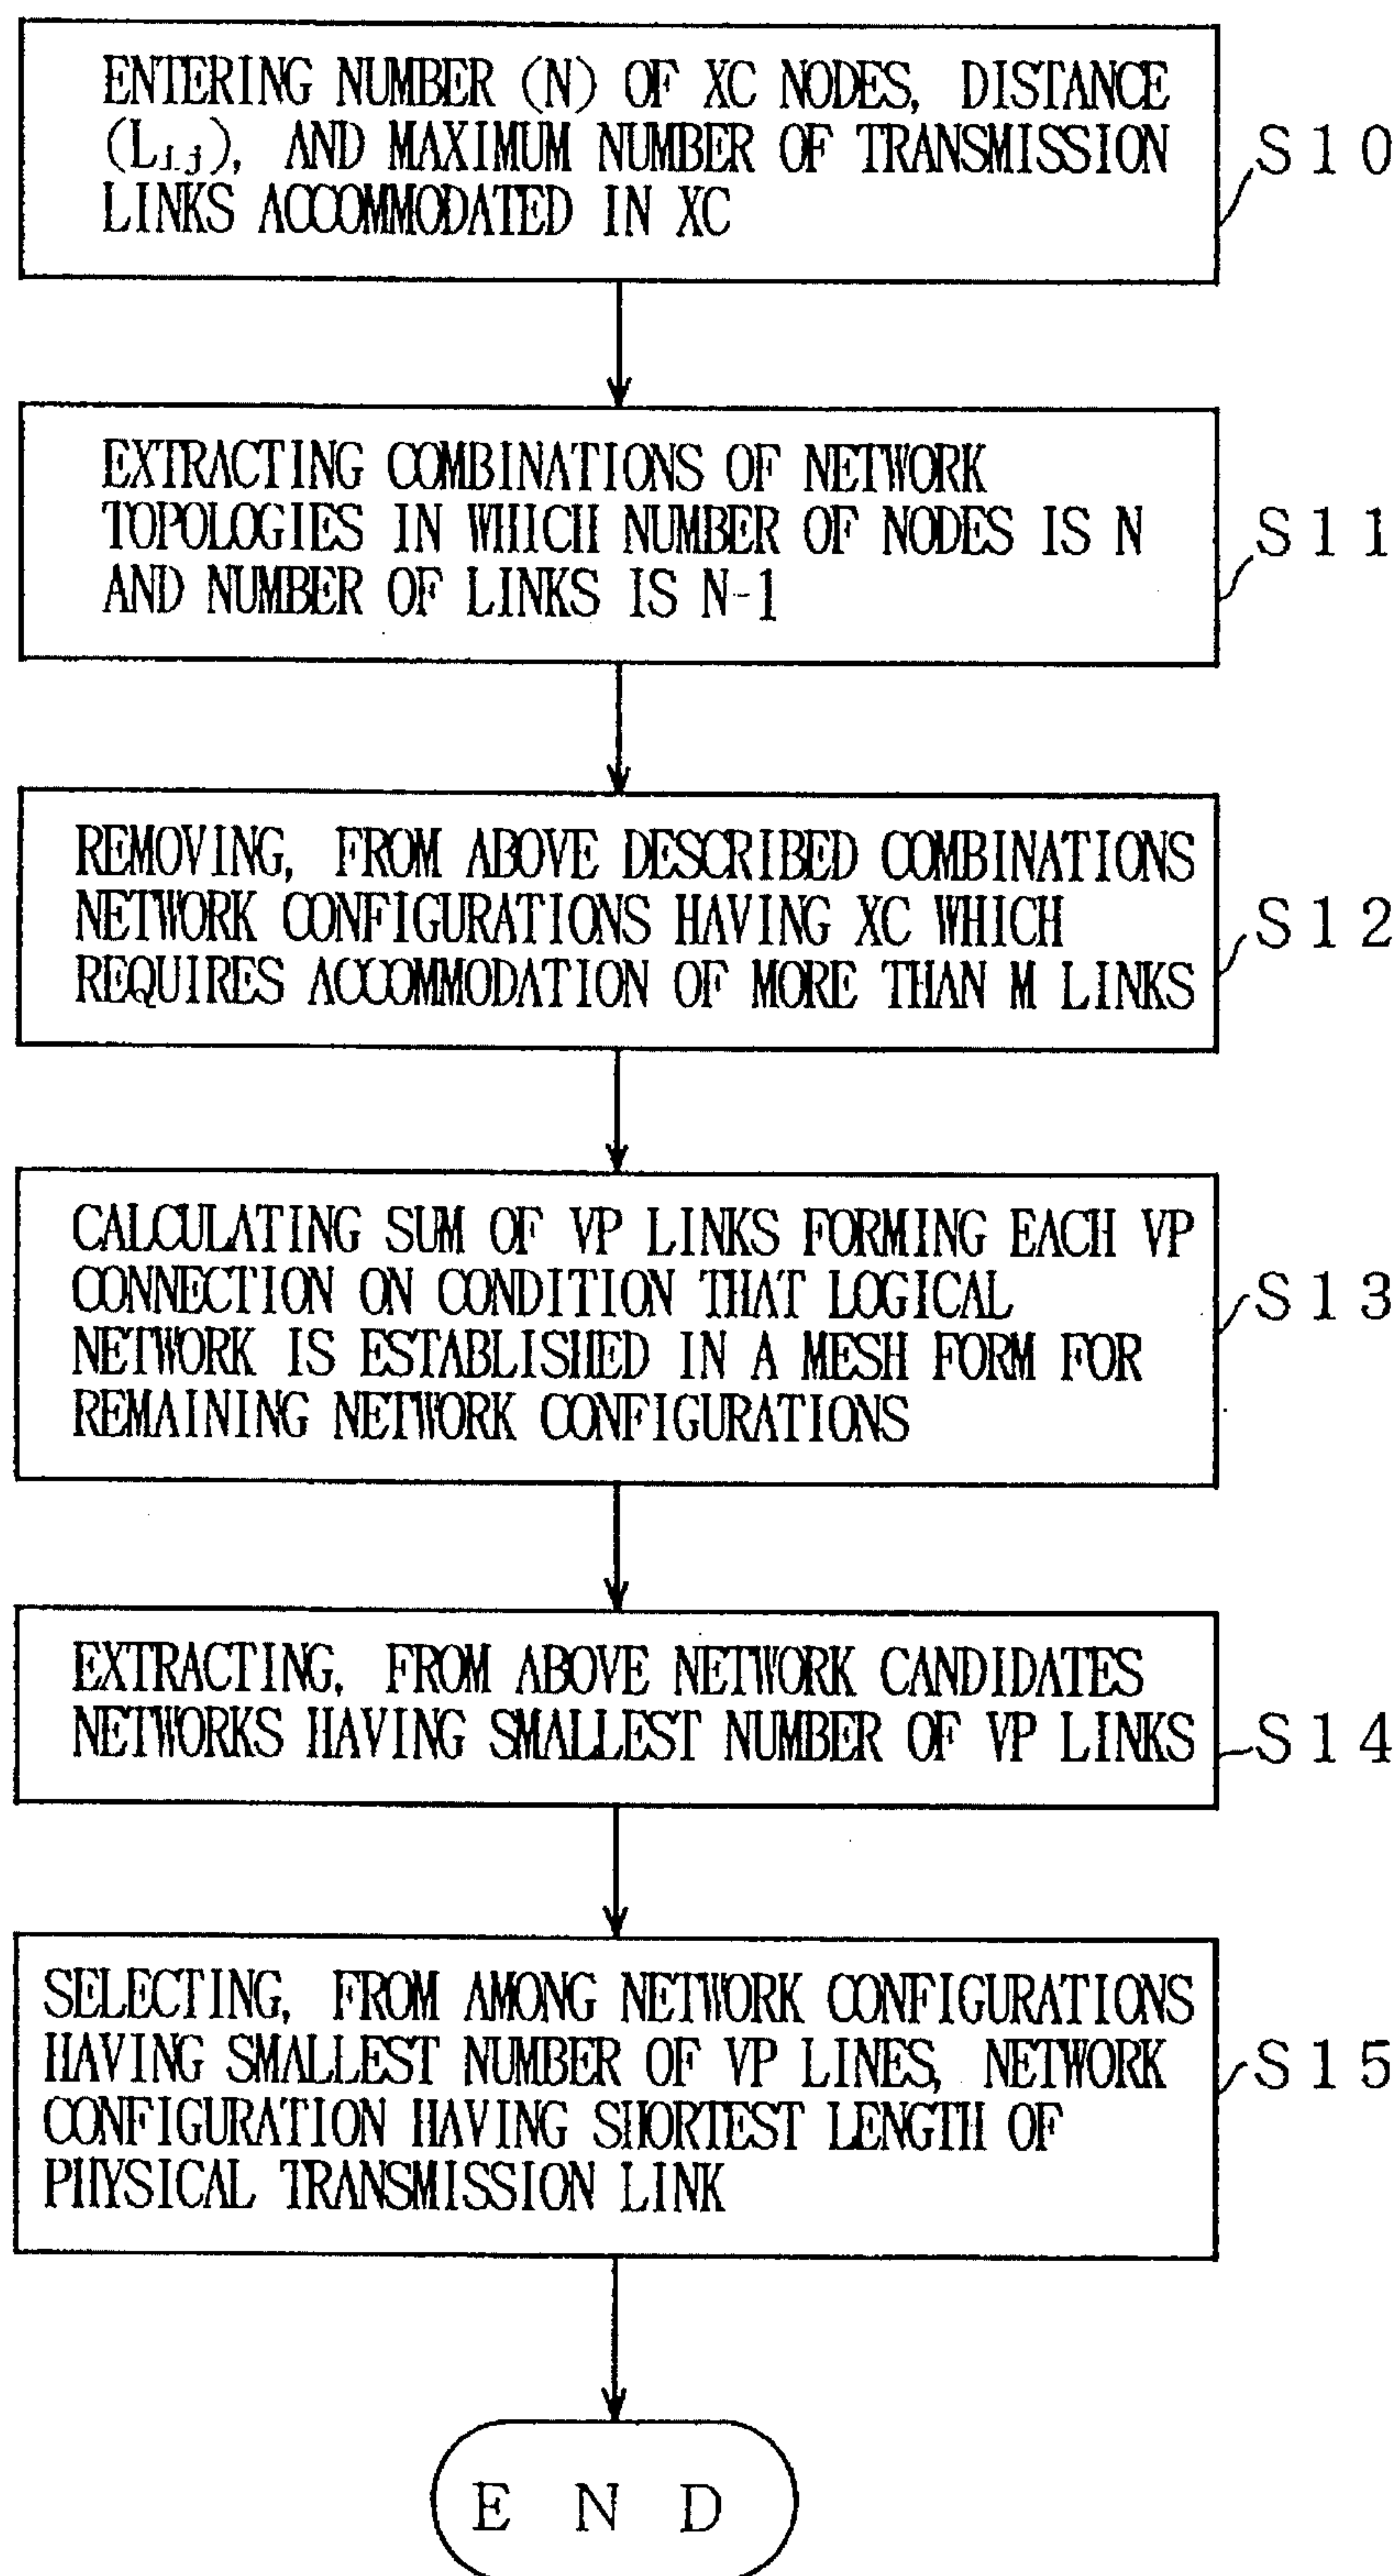 ENTERING NUMBER (N) OF XC NODES, DISTANCE
(Li.j), AND MAXIMUM NUMBER OF TRANSMISSION
LINKS ACCOMMODATED IN XC
S10
EXTRACTING COMBINATIONS OF NETWORK
TOPOLOGIES IN WHICH NUMBER OF NODES IS N
AND NUMBER OF LINKS IS N-1
S11
REMOVING, FROM ABOVE DESCRIBED COMBINATIONS
NETWORK CONFIGURATIONS HAVING XC WHICH
REQUIRES ACCOMMODATION OF MORE THAN M LINKS
S12
CALCULATING SUM OF VP LINKS FORMING EACH VP
CONNECTION ON CONDITION THAT LOGICAL
NETWORK IS ESTABLISHED IN A MESH FORM FOR
REMAINING NETWORK CONFIGURATIONS
S13
EXTRACTING, FROM ABOVE NETWORK CANDIDATES
NETWORKS HAVING SMALLEST NUMBER OF VP LINKS
S14
SELECTING, FROM AMONG NETWORK CONFIGURATIONS
HAVING SMALLEST NUMBER OF VP LINES, NETWORK
CONFIGURATION HAVING SHORTEST LENGTH OF
PHYSICAL TRANSMISSION LINK
S15
END